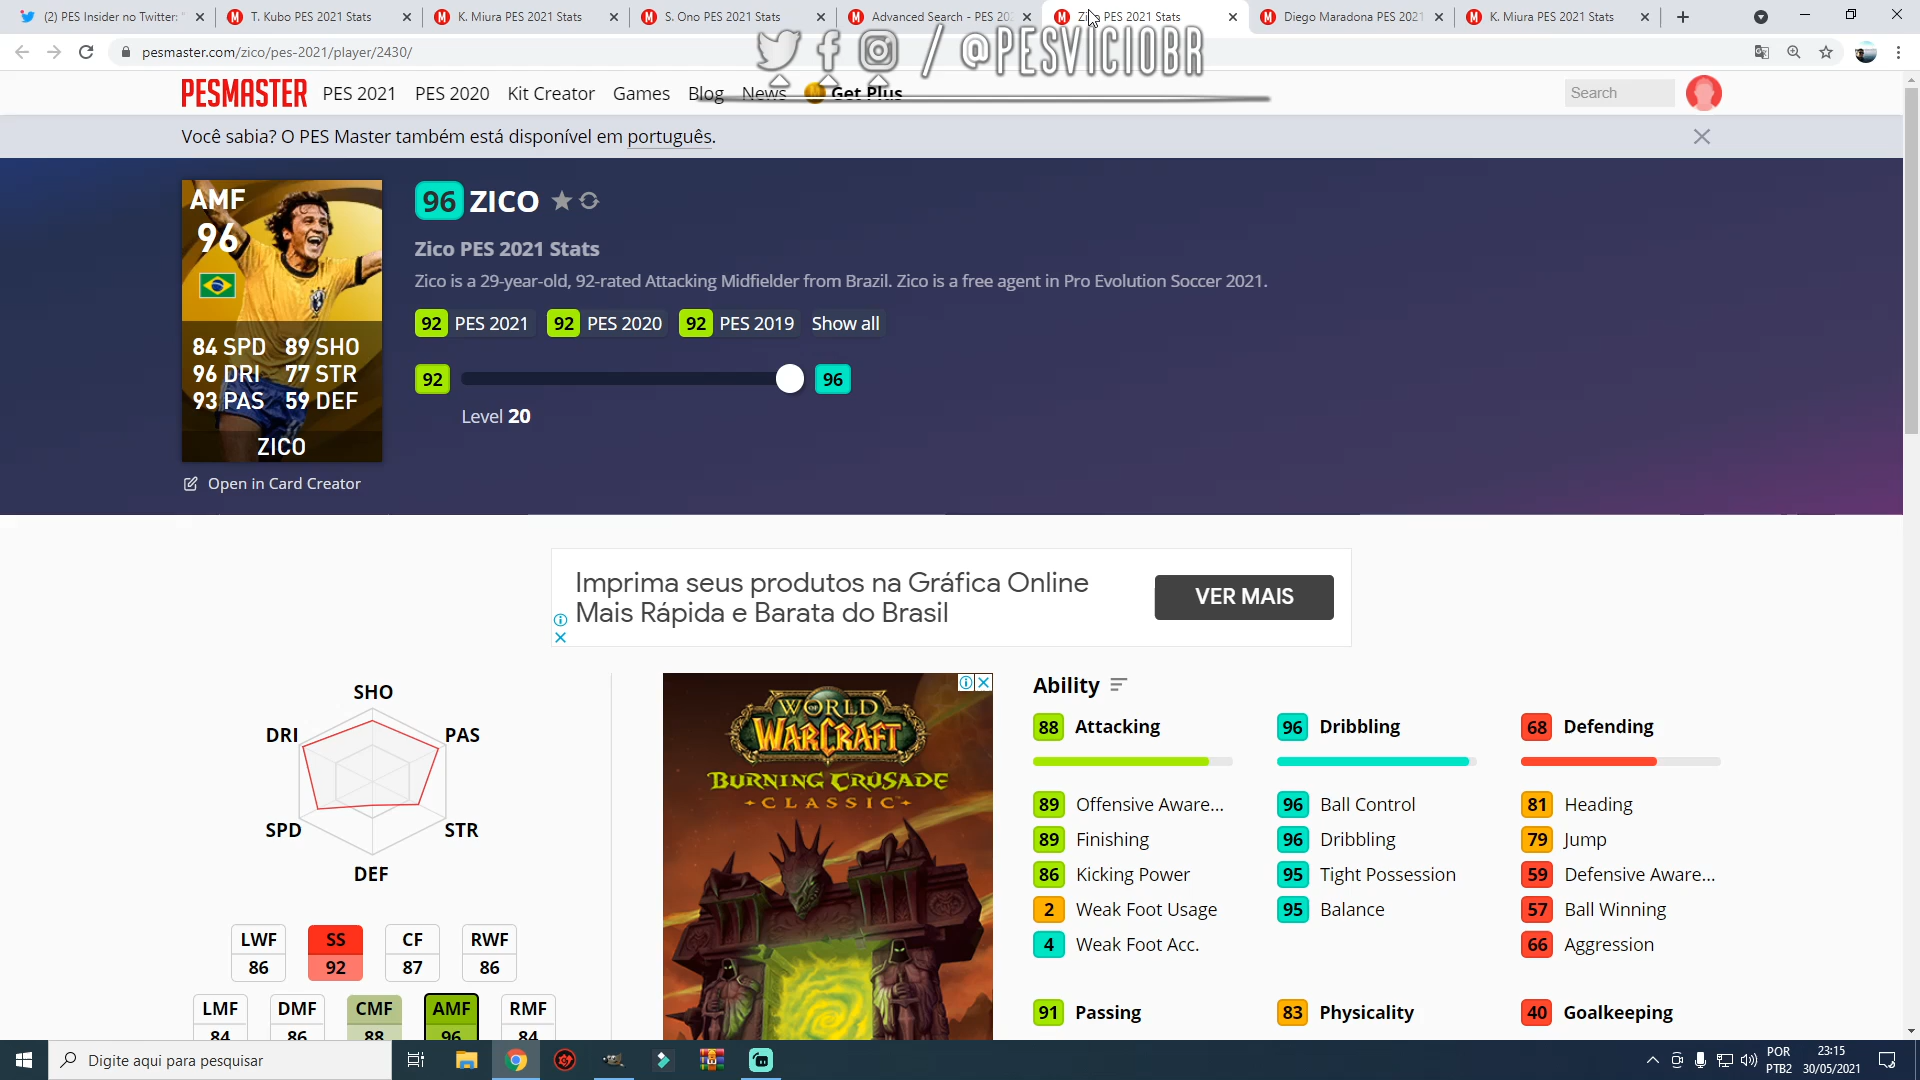 (2) PES Insider no Twitter: "
T. Kubo PES 2021 Stats
K. Miura PES 2021 Stats
S. Ono PES 2021 Stats
Advanced Search - PES 202
Zico PES 2021 Stats
Diego Maradona PES 2021
K. Miura PES 2021 Stats
pesmaster.com/zico/pes-2021/player/2430/
/ @PESVICIOBR
PESMASTER
PES 2021
PES 2020
Kit Creator
Games
Blog
News
Get Plus
Search
Você sabia? O PES Master também está disponível em português.
AMF
96
84 SPD 89 SHO
96 DRI 77 STR
93 PAS 59 DEF
ZICO
Open in Card Creator
96 ZICO
Zico PES 2021 Stats
Zico is a 29-year-old, 92-rated Attacking Midfielder from Brazil. Zico is a free agent in Pro Evolution Soccer 2021.
92 PES 2021 92 PES 2020 92 PES 2019 Show all
92 96
Level 20
Imprima seus produtos na Gráfica Online
Mais Rápida e Barata do Brasil
VER MAIS
SHO
DRI PAS
SPD STR
DEF
LWF SS CF RWF
86 92 87 86
LMF DMF CMF AMF RMF
84 86 88 96 84
WORLD
OF
WARCRAFT
BURNING CRUSADE
CLASSIC
Ability
88 Attacking
89 Offensive Aware...
89 Finishing
86 Kicking Power
2 Weak Foot Usage
4 Weak Foot Acc.
96 Dribbling
96 Ball Control
96 Dribbling
95 Tight Possession
95 Balance
68 Defending
81 Heading
79 Jump
59 Defensive Aware...
57 Ball Winning
66 Aggression
91 Passing
83 Physicality
40 Goalkeeping
Digite aqui para pesquisar
POR
PTB2
23:15
30/05/2021